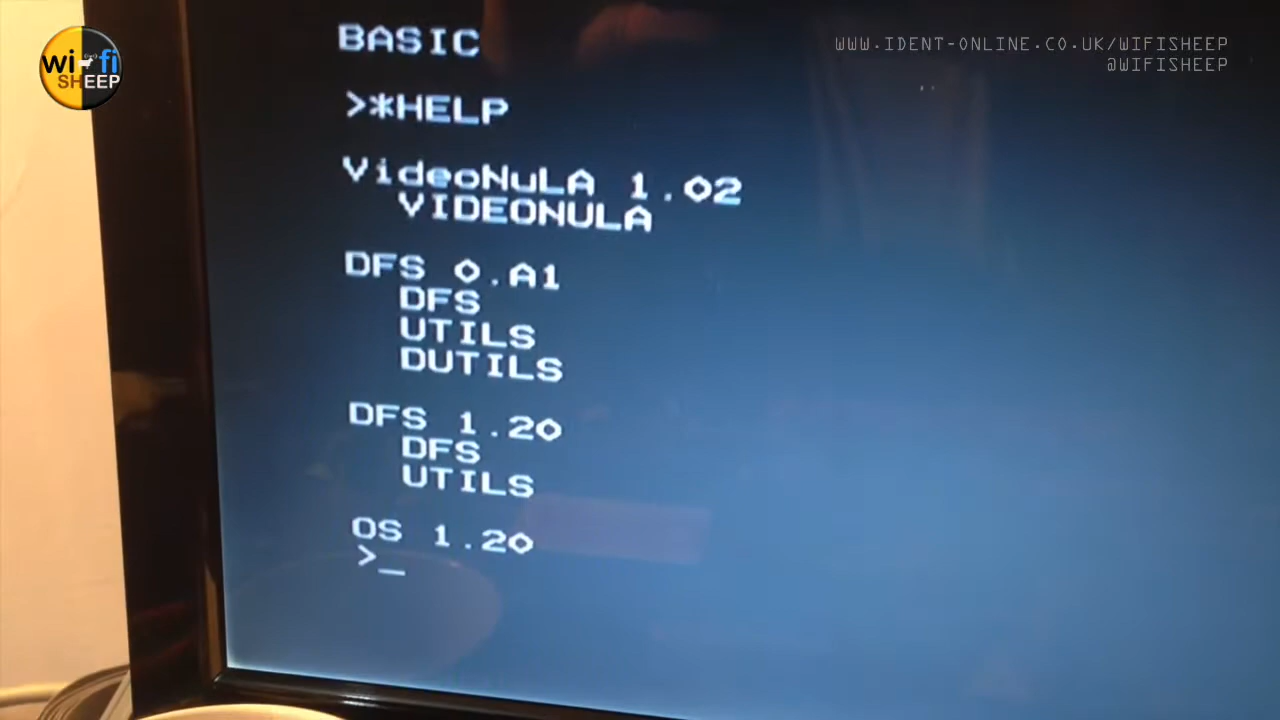 wi-fi
SHEEP
WWW.IDENT-ONLINE.CO.UK/WIFISHEEP
@WIFISHEEP
BASIC
>*HELP
VideoNuLA 1.02
VIDEONULA
DFS 0.A1
DFS
UTILS
DUTILS
DFS 1.20
DFS
UTILS
OS 1.20
>_